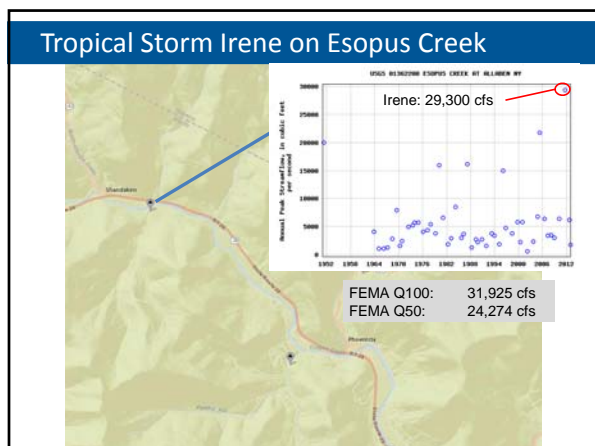 Tropical Storm Irene on Esopus Creek
USGS 01362200 ESOPUS CREEK AT ALLABEN NY
Irene: 29,300 cfs
Annual Peak Streamflow, in cubic feet
per second
30000
25000
20000
15000
10000
5000
0
1952 1958 1964 1970 1976 1982 1988 1994 2000 2006 2012
FEMA Q100: 31,925 cfs
FEMA Q50: 24,274 cfs
Shandaken
Phoenicia